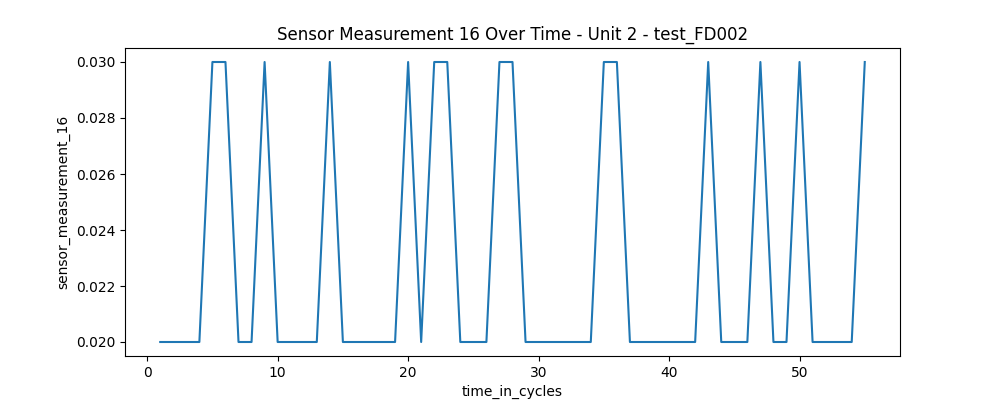 Sensor Measurement 16 Over Time - Unit 2 - test_FD002
0.030
0.028
0.026
0.024
0.022
0.020
sensor_measurement_16
0 10 20 30 40 50
time_in_cycles